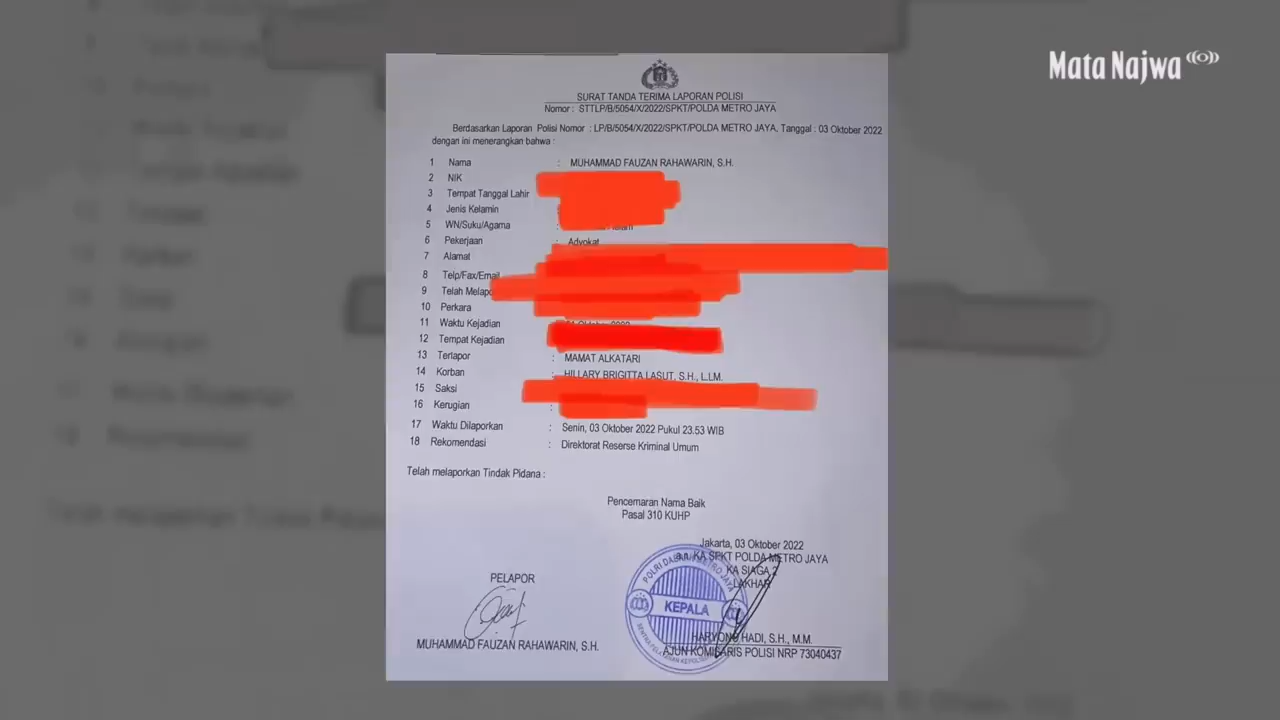 Mata Najwa
SURAT TANDA TERIMA LAPORAN POLISI
Nomor : STTLP/B/5054/X/2022/SPKT/POLDA METRO JAYA
Berdasarkan Laporan Polisi Nomor : LP/B/5054/X/2022/SPKT/POLDA METRO JAYA. Tanggal : 03 Oktober 2022
dengan ini menerangkan bahwa :
1 Nama : MUHAMMAD FAUZAN RAHAWARIN, S.H.
2 NIK
3 Tempat Tanggal Lahir
4 Jenis Kelamin :
5 WN/Suku/Agama :
6 Pekerjaan : Advokat
7 Alamat
8 Telp/Fax/Email
9 Telah
10 Perkara
11 Waktu Kejadian :
12 Tempat Kejadian
13 Terlapor : MAMAT ALKATARI
14 Korban : HILLARY BRIGITTA LASUT, S.H., L.LM.
15 Saksi
16 Kerugian :
17 Waktu Dilaporkan : Senin, 03 Oktober 2022 Pukul 23.53 WIB
18 Rekomendasi : Direktorat Reserse Kriminal Umum
Telah melaporkan Tindak Pidana :
Pencemaran Nama Baik
Pasal 310 KUHP
Jakarta, 03 Oktober 2022
a.n. KA SPKT POLDA METRO JAYA
KA SIAGA 2
LAKHAR
PELAPOR
KEPALA
HARYONO HADI, S.H., M.M.
MUHAMMAD FAUZAN RAHAWARIN, S.H.
AJUN KOMISARIS POLISI NRP 73040437